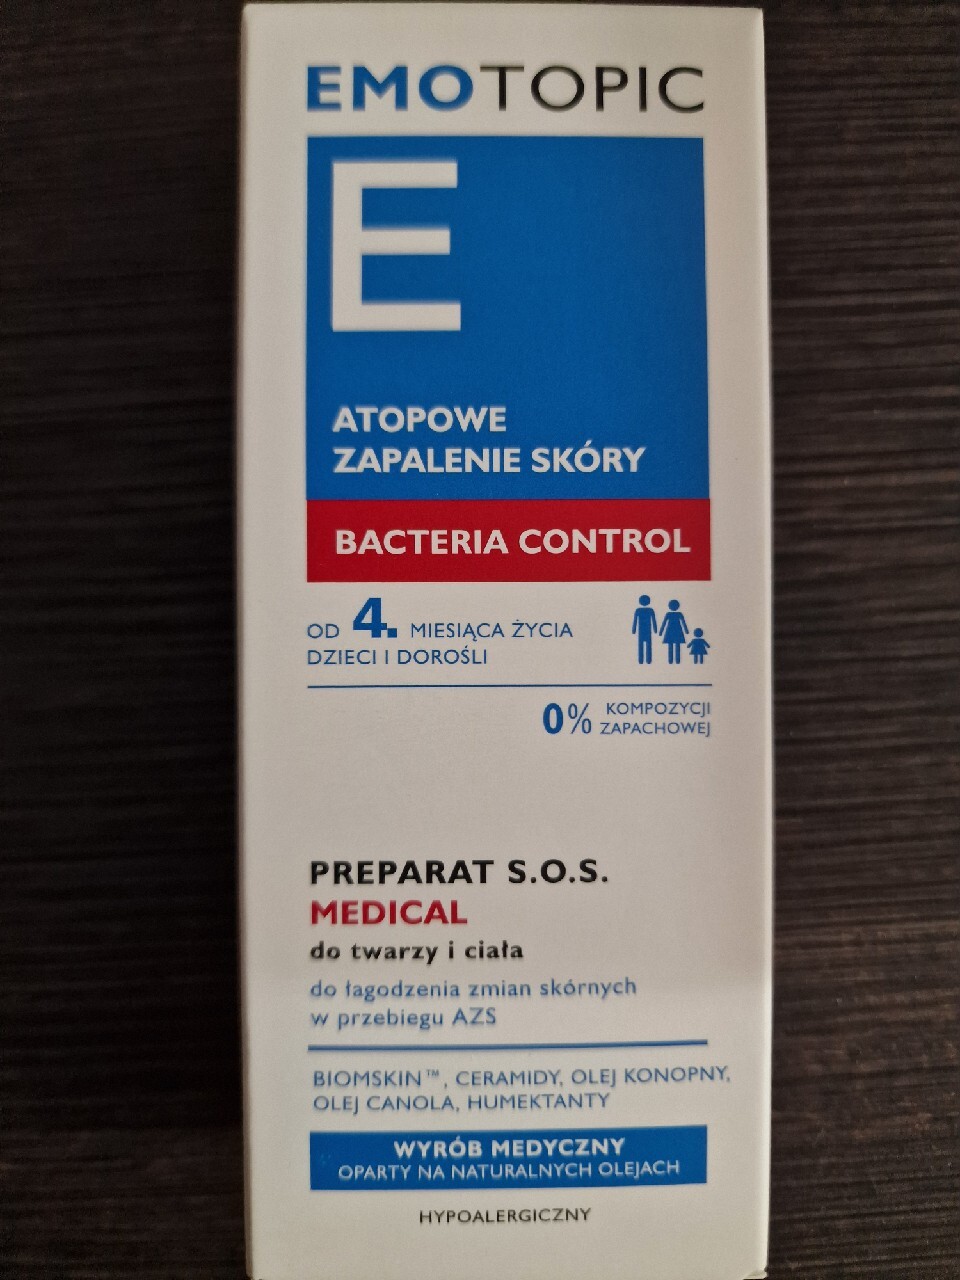 EMOTOPIC
E
ATOPOWE
ZAPALENIE SKÓRY
BACTERIA CONTROL
OD 4. MIESIĄCA ŻYCIA
DZIECI I DOROŚLI
0% KOMPOZYCJI
ZAPACHOWEJ
PREPARAT S.O.S.
MEDICAL
do twarzy i ciała
do łagodzenia zmian skórnych
w przebiegu AZS
BIOMSKIN™, CERAMIDY, OLEJ KONOPNY,
OLEJ CANOLA, HUMEKTANTY
WYRÓB MEDYCZNY
OPARTY NA NATURALNYCH OLEJACH
HYPOALERGICZNY